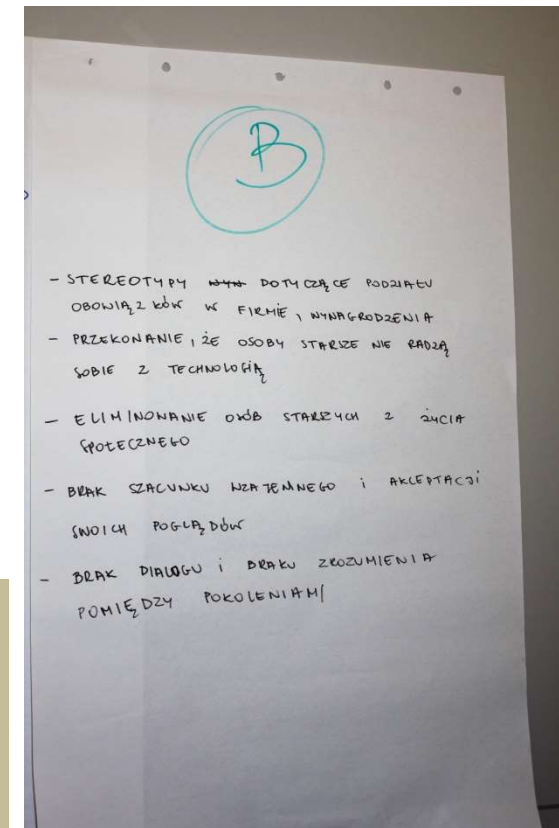 B
- STEREOTYPY DOTYCZĄCE PODZIAŁU
OBOWIĄZKÓW W FIRMIE, WYNAGRODZENIA
- PRZEKONANIE, ŻE OSOBY STARSZE NIE RADZĄ
SOBIE Z TECHNOLOGIĄ
- ELIMINOWANIE OSÓB STARSZYCH Z ŻYCIA
SPOŁECZNEGO
- BRAK SZACUNKU WZAJEMNEGO i AKCEPTACJI
SWOICH POGLĄDÓW
- BRAK DIALOGU i BRAKU ZROZUMIENIA
POMIĘDZY POKOLENIAMI